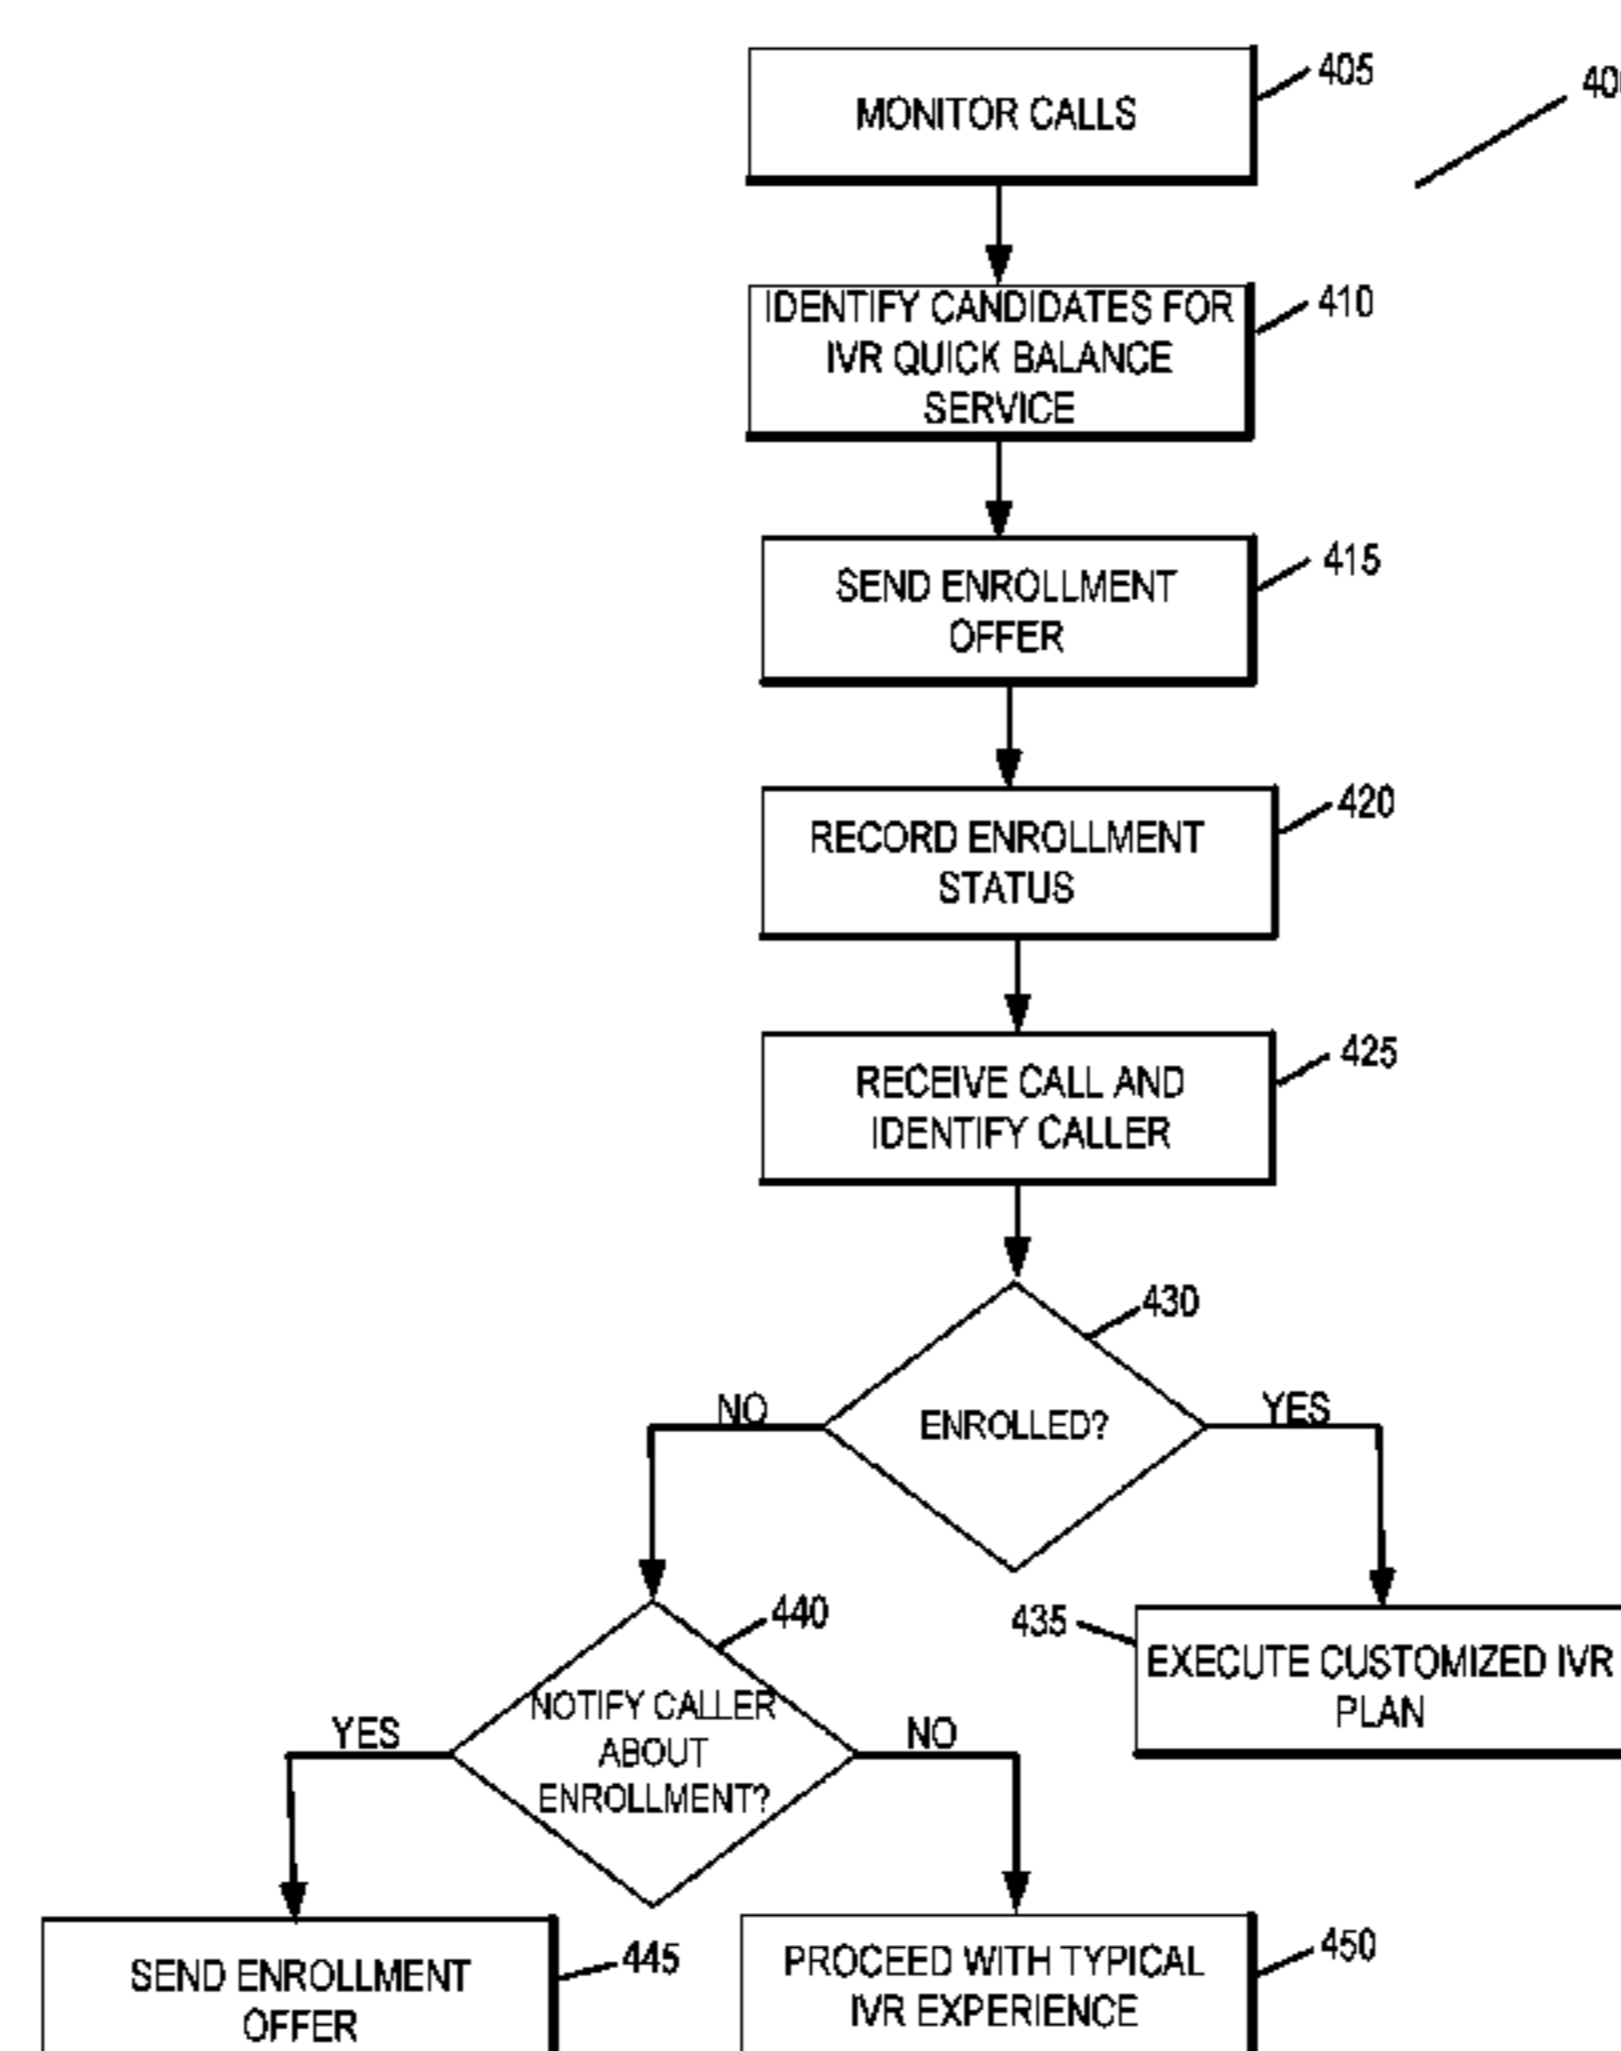 MONITOR CALLS
405
IDENTIFY CANDIDATES FOR
IVR QUICK BALANCE
SERVICE
410
SEND ENROLLMENT
OFFER
415
RECORD ENROLLMENT
STATUS
420
RECEIVE CALL AND
IDENTIFY CALLER
425
430
NO
ENROLLED?
YES
440
435
EXECUTE CUSTOMIZED IVR
PLAN
YES
NOTIFY CALLER
ABOUT
ENROLLMENT?
NO
SEND ENROLLMENT
OFFER
445
PROCEED WITH TYPICAL
IVR EXPERIENCE
450